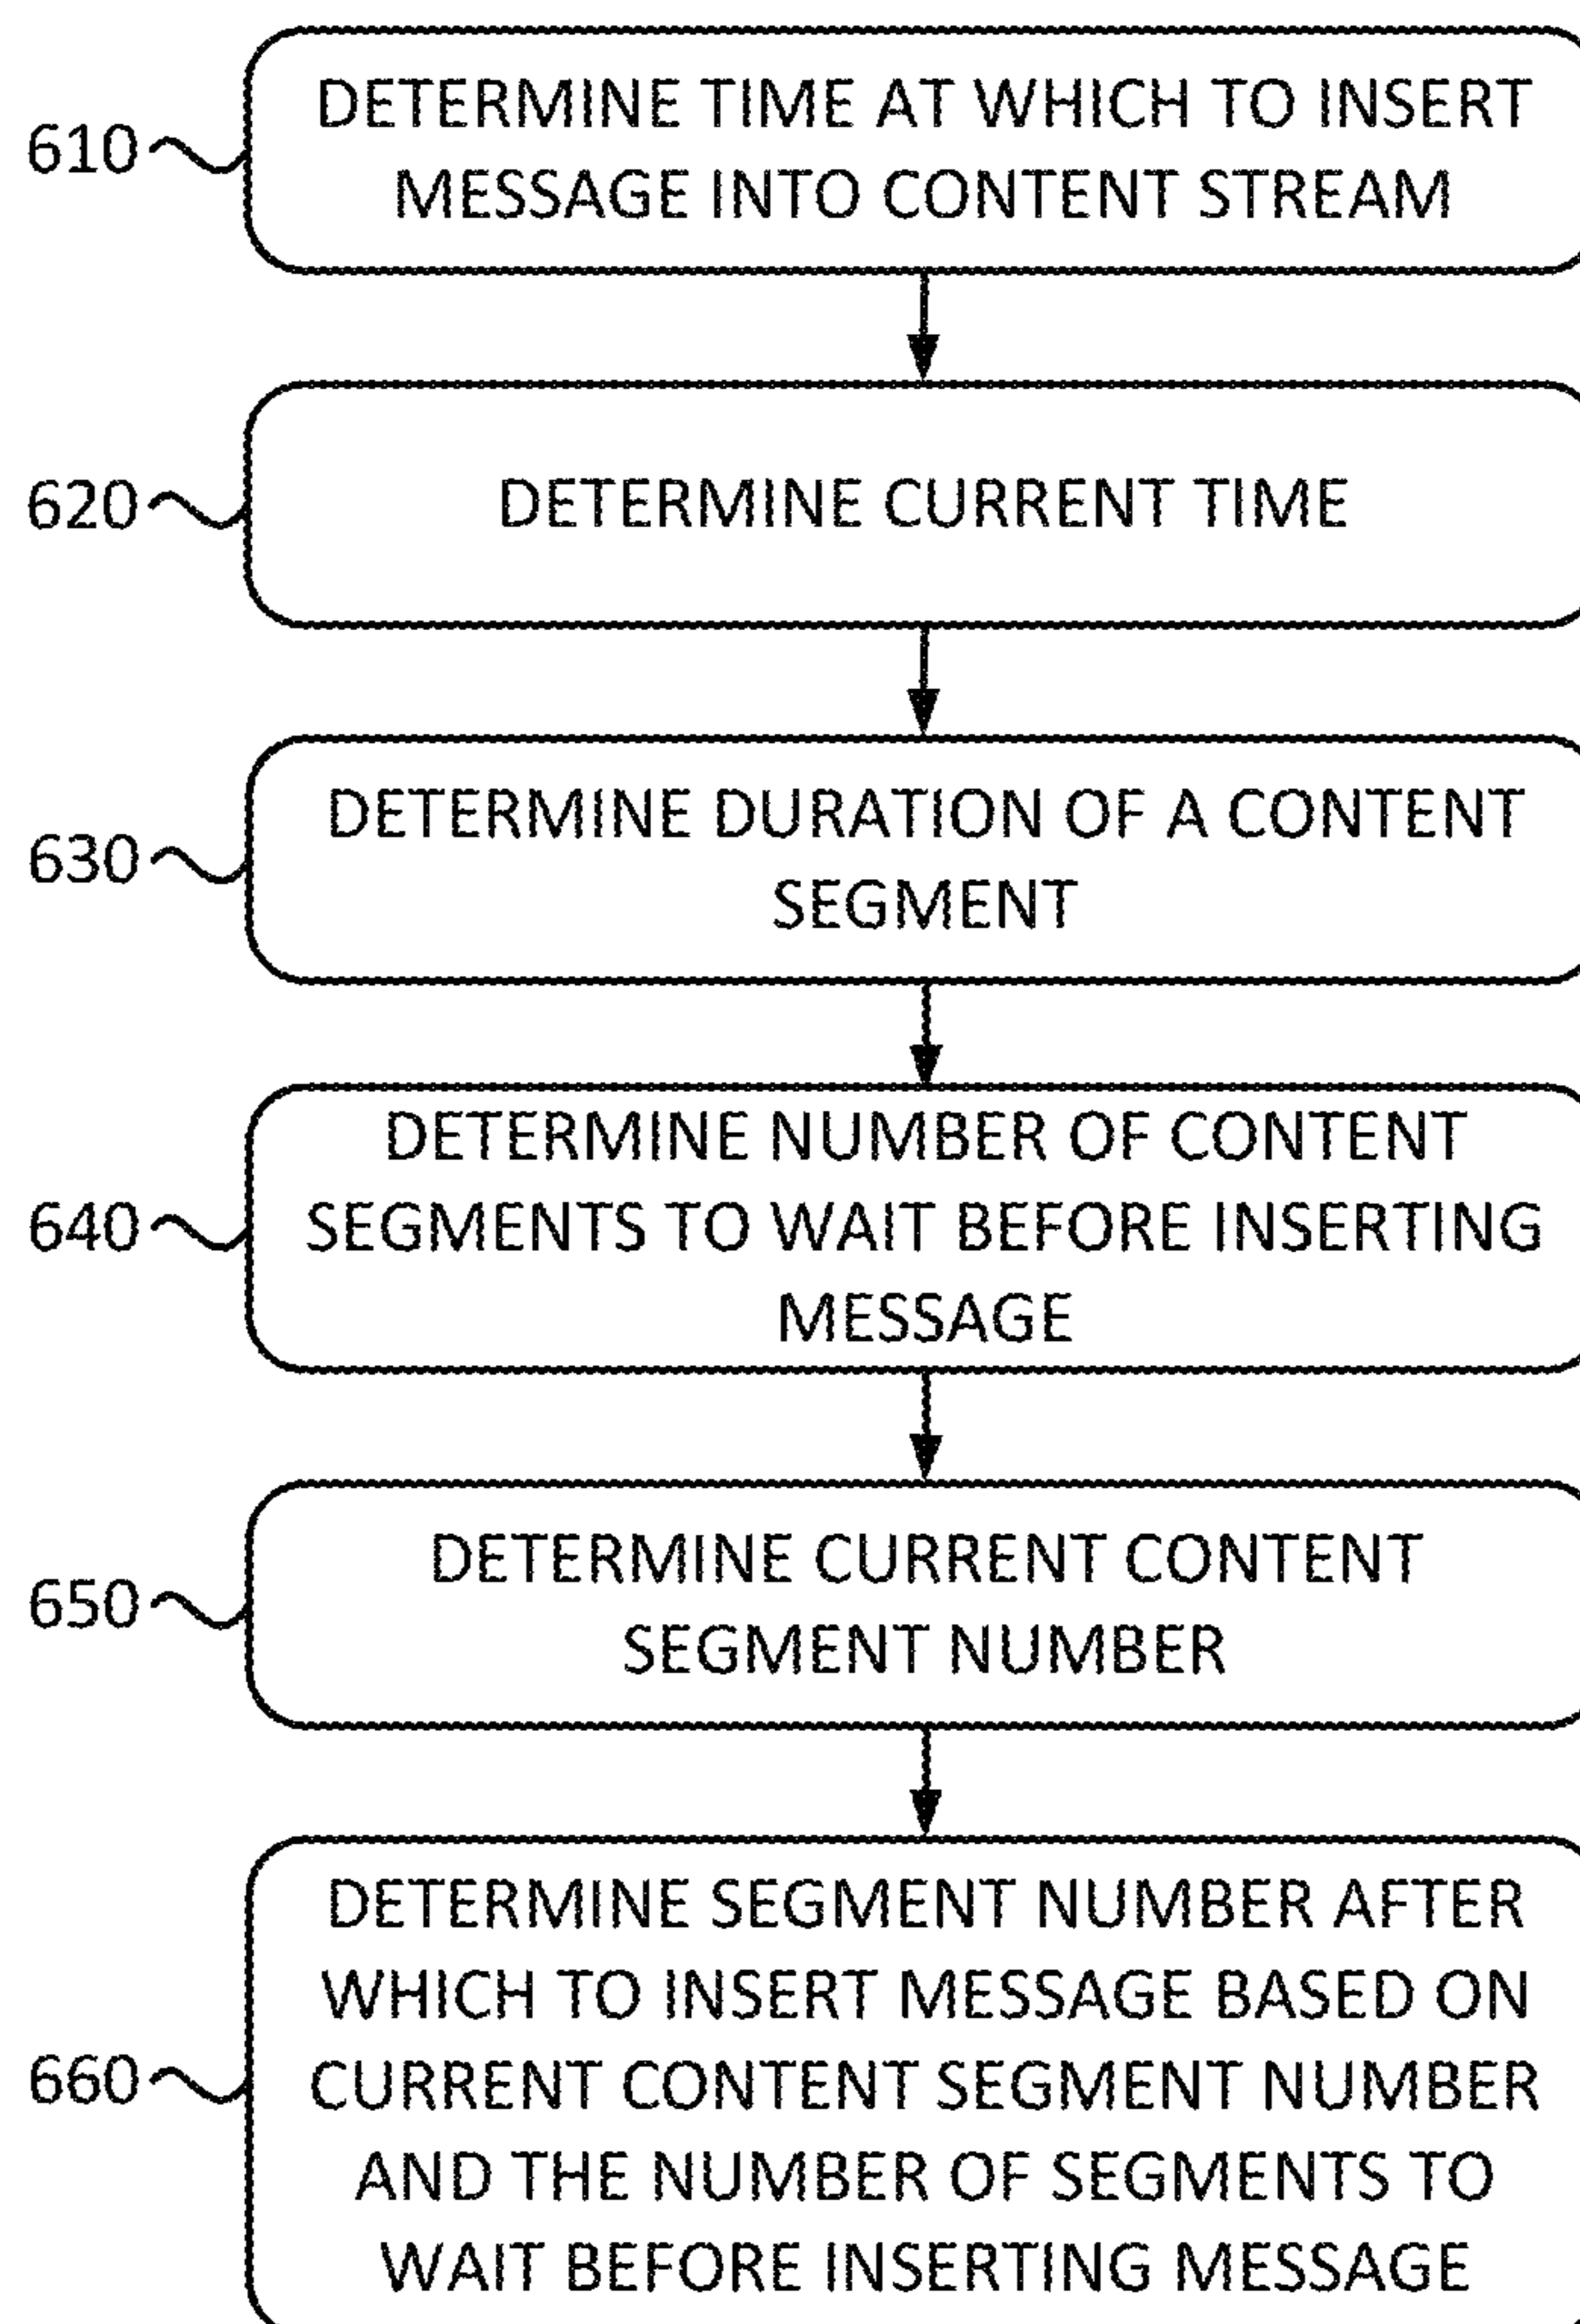 DETERMINE TIME AT WHICH TO INSERT
610
MESSAGE INTO CONTENT STREAM
620
DETERMINE CURRENT TIME
DETERMINE DURATION OF A CONTENT
630
SEGMENT
DETERMINE NUMBER OF CONTENT
640
SEGMENTS TO WAIT BEFORE INSERTING
MESSAGE
DETERMINE CURRENT CONTENT
650
SEGMENT NUMBER
DETERMINE SEGMENT NUMBER AFTER
WHICH TO INSERT MESSAGE BASED ON
660
CURRENT CONTENT SEGMENT NUMBER
AND THE NUMBER OF SEGMENTS TO
WAIT BEFORE INSERTING MESSAGE